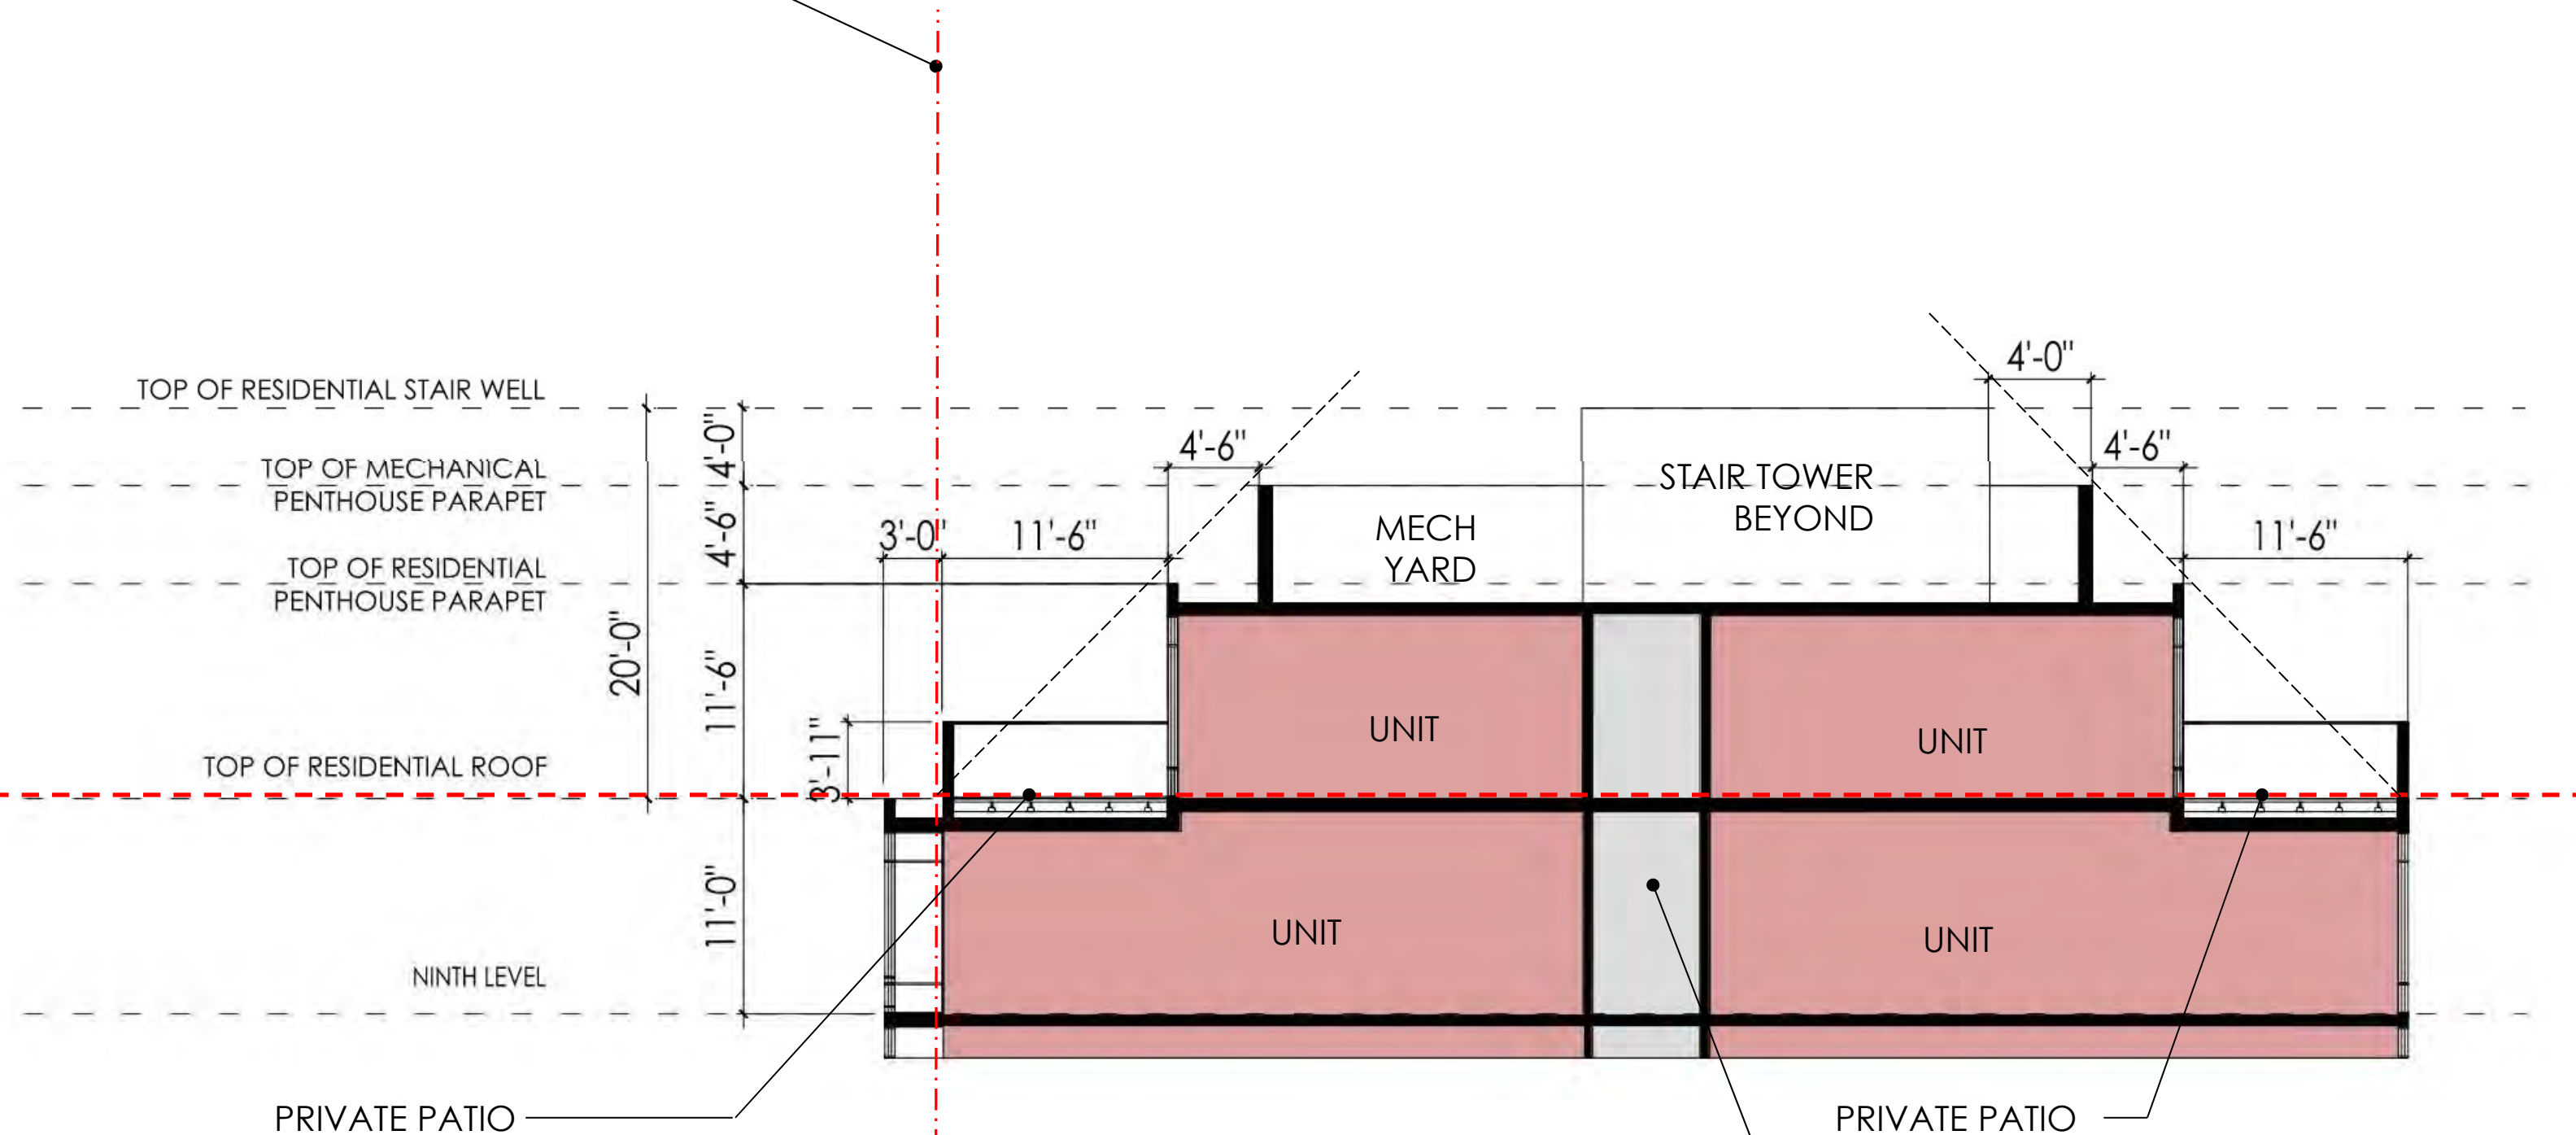 4'-0"
TOP OF RESIDENTIAL STAIR WELL
4'-0"
4'-6"
4'-6"
TOP OF MECHANICAL
PENTHOUSE PARAPET
STAIR TOWER
BEYOND
MECH
YARD
3'-0'
11'-6"
11'-6"
4'-6"
TOP OF RESIDENTIAL
PENTHOUSE PARAPET
20'-0"
11'-6"
UNIT
UNIT
3'-11"
TOP OF RESIDENTIAL ROOF
11'-0"
UNIT
UNIT
NINTH LEVEL
PRIVATE PATIO
PRIVATE PATIO